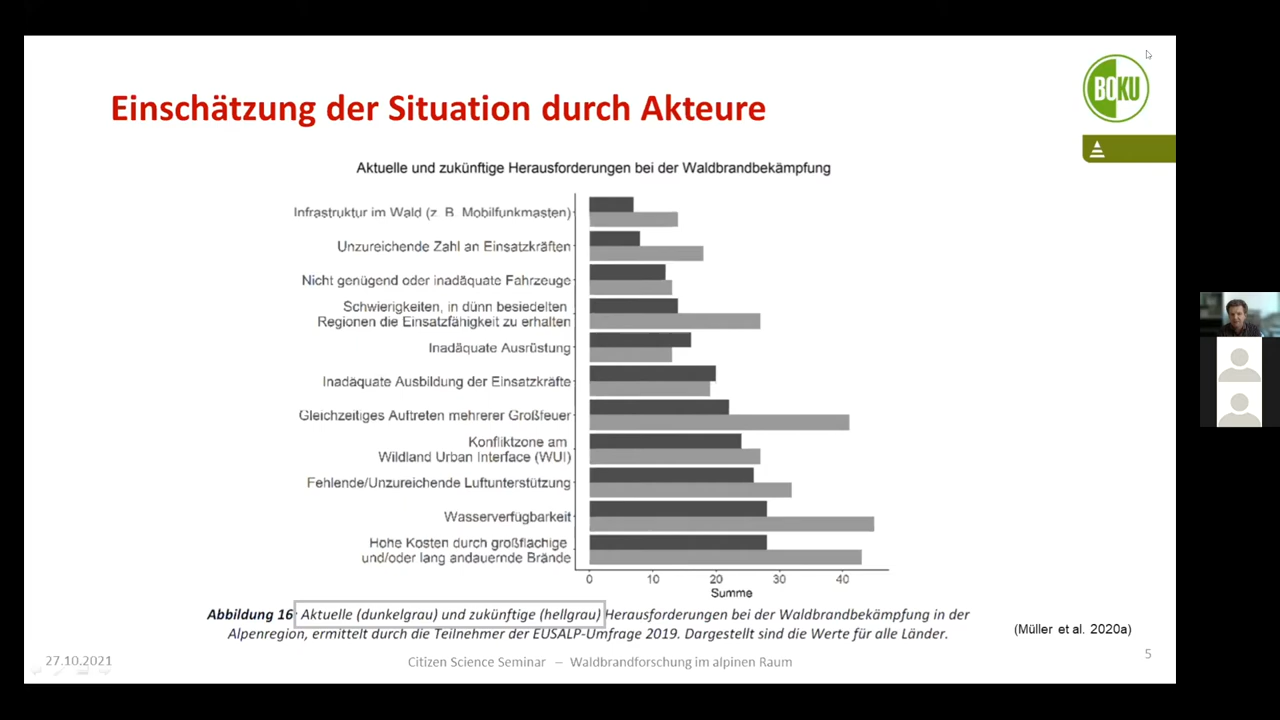 BOKU
Einschätzung der Situation durch Akteure
Aktuelle und zukünftige Herausforderungen bei der Waldbrandbekämpfung
Infrastruktur im Wald (z. B. Mobilfunkmasten)
Unzureichende Zahl an Einsatzkräften
Nicht genügend oder inadäquate Fahrzeuge
Schwierigkeiten, in dünn besiedelten
Regionen die Einsatzfähigkeit zu erhalten
Inadäquate Ausrüstung
Inadäquate Ausbildung der Einsatzkräfte
Gleichzeitiges Auftreten mehrerer Großfeuer
Konfliktzone am
Wildland Urban Interface (WUI)
Fehlende/Unzureichende Luftunterstützung
Wasserverfügbarkeit
Hohe Kosten durch großflächige
und/oder lang andauernde Brände
0 10 20 30 40
Summe
Abbildung 16: Aktuelle (dunkelgrau) und zukünftige (hellgrau) Herausforderungen bei der Waldbrandbekämpfung in der
Alpenregion, ermittelt durch die Teilnehmer der EUSALP-Umfrage 2019. Dargestellt sind die Werte für alle Länder.
(Müller et al. 2020a)
27.10.2021
Citizen Science Seminar – Waldbrandforschung im alpinen Raum
5